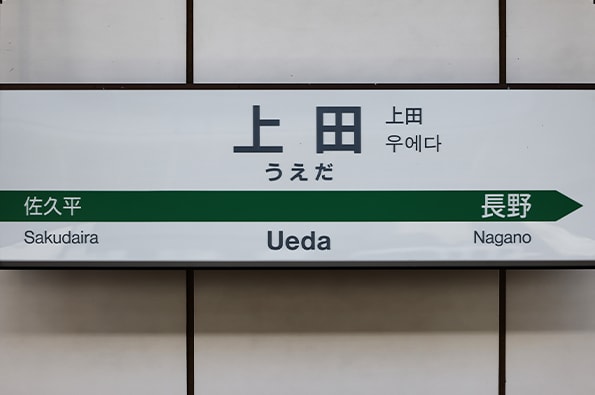 上田
上田
우에다
うえだ
佐久平 長野
Sakudaira Ueda Nagano